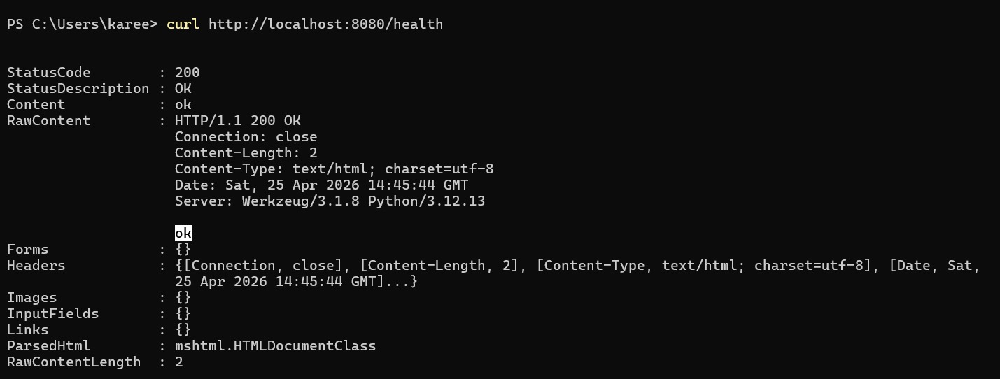 PS C:\Users\karee> curl http://localhost:8080/health
StatusCode        : 200
StatusDescription : OK
Content           : ok
RawContent        : HTTP/1.1 200 OK
                    Connection: close
                    Content-Length: 2
                    Content-Type: text/html; charset=utf-8
                    Date: Sat, 25 Apr 2026 14:45:44 GMT
                    Server: Werkzeug/3.1.8 Python/3.12.13

                    ok
Forms             : {}
Headers           : {[Connection, close], [Content-Length, 2], [Content-Type, text/html; charset=utf-8], [Date, Sat,
                    25 Apr 2026 14:45:44 GMT]...}
Images            : {}
InputFields       : {}
Links             : {}
ParsedHtml        : mshtml.HTMLDocumentClass
RawContentLength  : 2